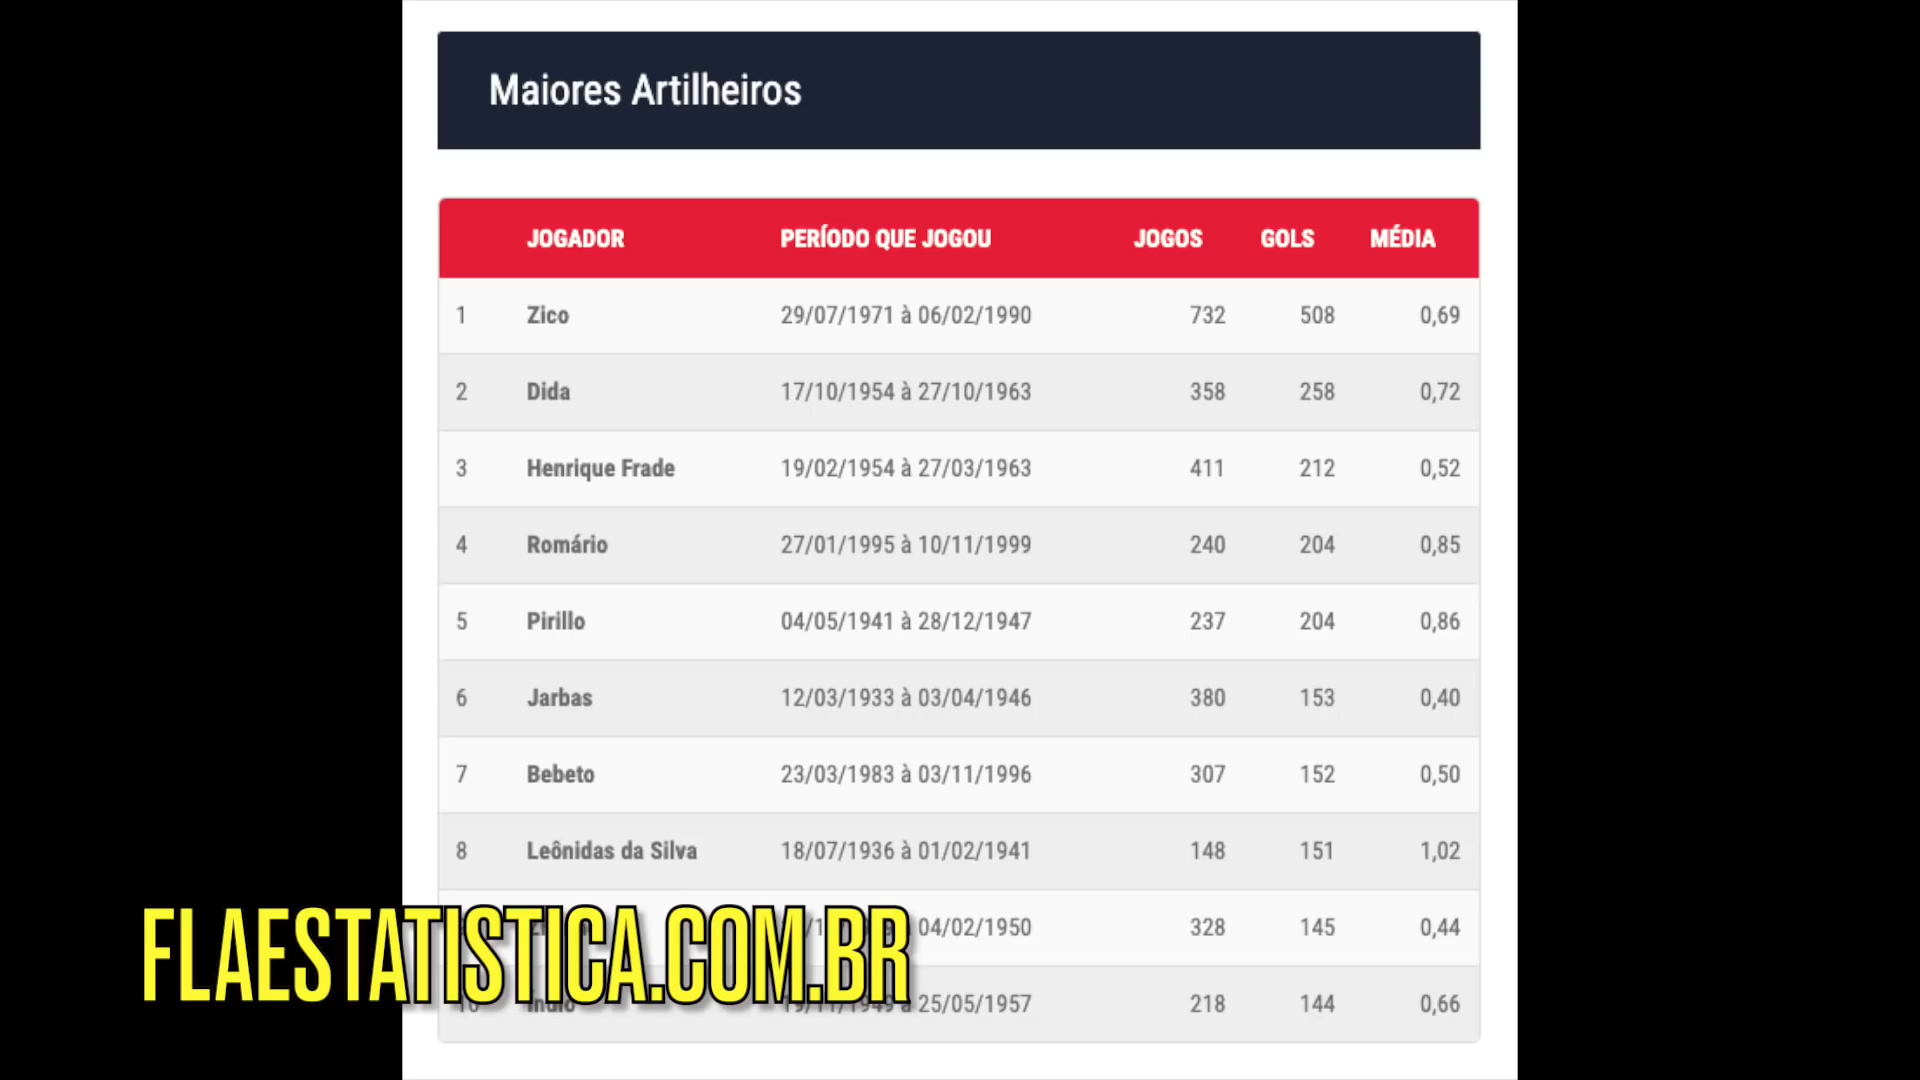 Maiores Artilheiros
JOGADOR PERÍODO QUE JOGOU JOGOS GOLS MÉDIA
1 Zico 29/07/1971 à 06/02/1990 732 508 0,69
2 Dida 17/10/1954 à 27/10/1963 358 258 0,72
3 Henrique Frade 19/02/1954 à 27/03/1963 411 212 0,52
4 Romário 27/01/1995 à 10/11/1999 240 204 0,85
5 Pirillo 04/05/1941 à 28/12/1947 237 204 0,86
6 Jarbas 12/03/1933 à 03/04/1946 380 153 0,40
7 Bebeto 23/03/1983 à 03/11/1996 307 152 0,50
8 Leônidas da Silva 18/07/1936 à 01/02/1941 148 151 1,02
04/02/1950 328 145 0,44
FLAESTATISTICA.COM.BR
10 Índio 19/11/1949 à 25/05/1957 218 144 0,66